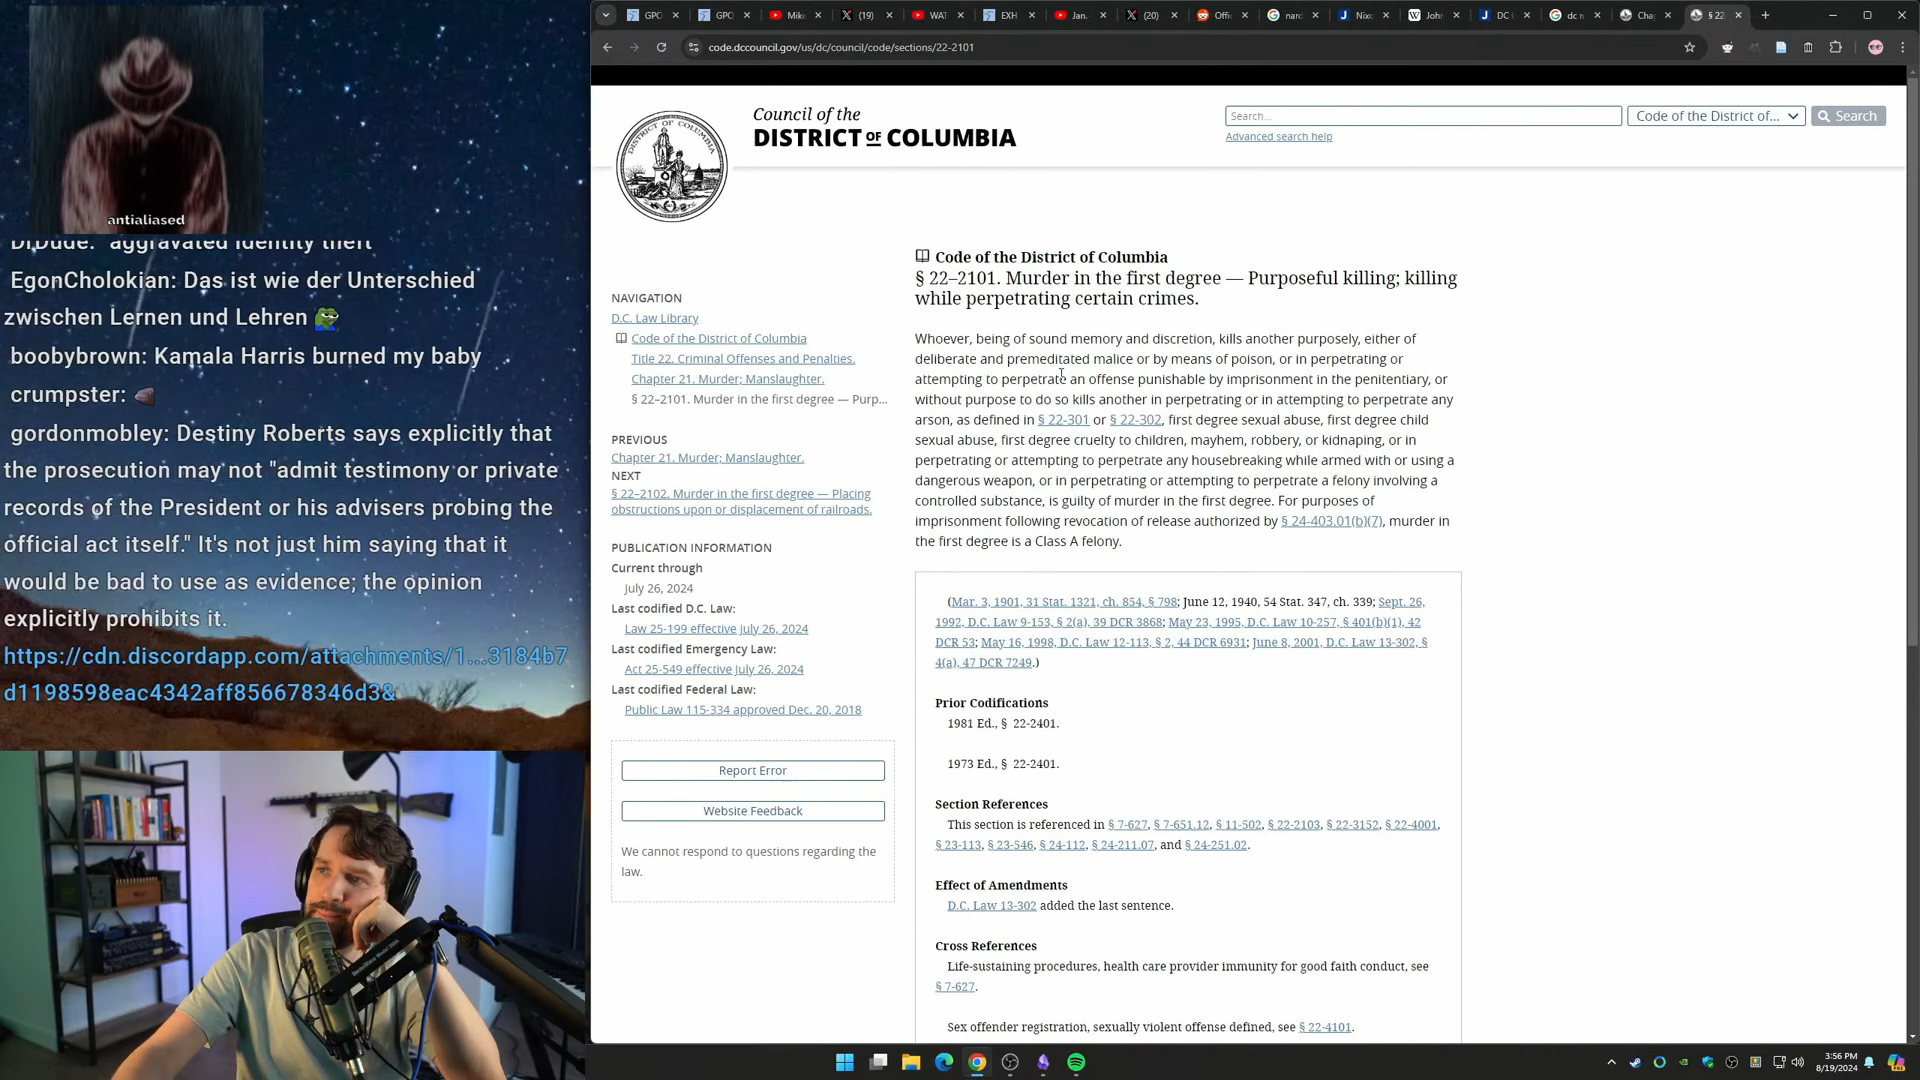 antialiased
DrDude: "aggravated identity theft
EgonCholokian: Das ist wie der Unterschied
zwischen Lernen und Lehren
boobybrown: Kamala Harris burned my baby
crumpster:
gordonmobley: Destiny Roberts says explicitly that
the prosecution may not "admit testimony or private
records of the President or his advisers probing the
official act itself." It's not just him saying that it
would be bad to use as evidence; the opinion
explicitly prohibits it.
https://cdn.discordapp.com/attachments/1...3184b7
d1198598eac4342aff856678346d3&
GPO
GPO
Mike
(19)
WAT
EXH
Jan.
(20)
Offi
narc
Nixo
John
DC (
dc n
Cha
§ 22
code.dccouncil.gov/us/dc/council/code/sections/22-2101
Council of the
DISTRICT OF COLUMBIA
Search...
Code of the District of...
Search
Advanced search help
NAVIGATION
D.C. Law Library
Code of the District of Columbia
Title 22. Criminal Offenses and Penalties.
Chapter 21. Murder; Manslaughter.
§ 22–2101. Murder in the first degree — Purp...
PREVIOUS
Chapter 21. Murder; Manslaughter.
NEXT
§ 22–2102. Murder in the first degree — Placing
obstructions upon or displacement of railroads.
PUBLICATION INFORMATION
Current through
July 26, 2024
Last codified D.C. Law:
Law 25-199 effective July 26, 2024
Last codified Emergency Law:
Act 25-549 effective July 26, 2024
Last codified Federal Law:
Public Law 115-334 approved Dec. 20, 2018
Report Error
Website Feedback
We cannot respond to questions regarding the
law.
Code of the District of Columbia
§ 22–2101. Murder in the first degree — Purposeful killing; killing
while perpetrating certain crimes.
Whoever, being of sound memory and discretion, kills another purposely, either of
deliberate and premeditated malice or by means of poison, or in perpetrating or
attempting to perpetrate an offense punishable by imprisonment in the penitentiary, or
without purpose to do so kills another in perpetrating or in attempting to perpetrate any
arson, as defined in § 22-301 or § 22-302, first degree sexual abuse, first degree child
sexual abuse, first degree cruelty to children, mayhem, robbery, or kidnaping, or in
perpetrating or attempting to perpetrate any housebreaking while armed with or using a
dangerous weapon, or in perpetrating or attempting to perpetrate a felony involving a
controlled substance, is guilty of murder in the first degree. For purposes of
imprisonment following revocation of release authorized by § 24-403.01(b)(7), murder in
the first degree is a Class A felony.
(Mar. 3, 1901, 31 Stat. 1321, ch. 854, § 798; June 12, 1940, 54 Stat. 347, ch. 339; Sept. 26,
1992, D.C. Law 9-153, § 2(a), 39 DCR 3868; May 23, 1995, D.C. Law 10-257, § 401(b)(1), 42
DCR 53; May 16, 1998, D.C. Law 12-113, § 2, 44 DCR 6931; June 8, 2001, D.C. Law 13-302, §
4(a), 47 DCR 7249.)
Prior Codifications
1981 Ed., § 22-2401.
1973 Ed., § 22-2401.
Section References
This section is referenced in § 7-627, § 7-651.12, § 11-502, § 22-2103, § 22-3152, § 22-4001,
§ 23-113, § 23-546, § 24-112, § 24-211.07, and § 24-251.02.
Effect of Amendments
D.C. Law 13-302 added the last sentence.
Cross References
Life-sustaining procedures, health care provider immunity for good faith conduct, see
§ 7-627.
Sex offender registration, sexually violent offense defined, see § 22-4101.
3:56 PM
8/19/2024